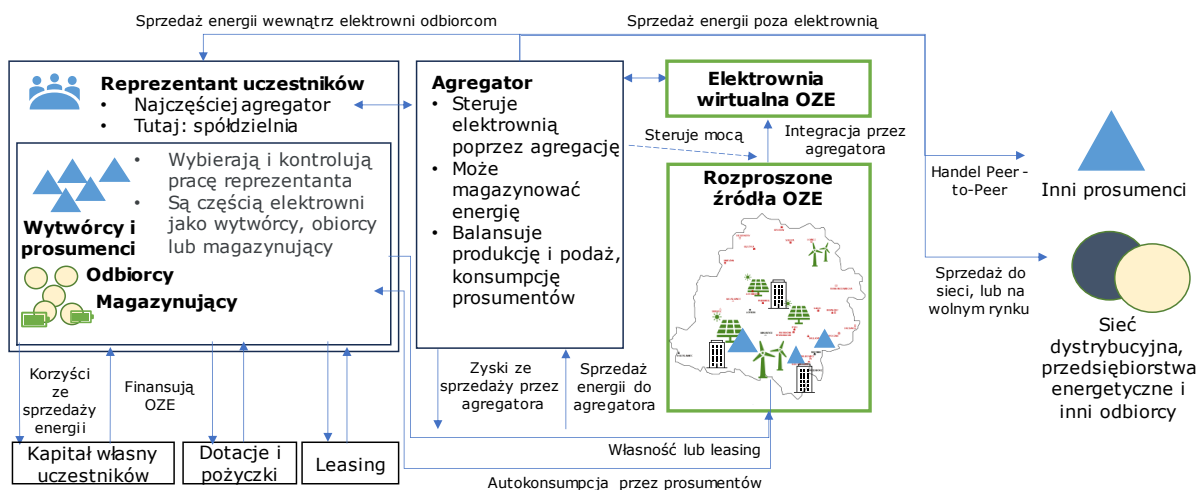 Sprzedaż energii wewnątrz elektrowni odbiorcom
Sprzedaż energii poza elektrownią
Reprezentant uczestników
• Najczęściej agregator
• Tutaj: spółdzielnia
• Wybierają i kontrolują
pracę reprezentanta
• Są częścią elektrowni
jako wytwórcy, obiorcy
lub magazynujący
Wytwórcy i
prosumenci
Odbiorcy
Magazynujący
Agregator
• Steruje
elektrownią
poprzez agregację
• Może
magazynować
energię
• Balansuje
produkcję i podaż,
konsumpcję
prosumentów
Elektrownia
wirtualna OZE
Steruje mocą
Integracja przez
agregatora
Rozproszone
źródła OZE
Handel Peer -
to-Peer
Inni prosumenci
Sprzedaż do
sieci, lub na
wolnym rynku
Sieć
dystrybucyjna,
przedsiębiorstwa
energetyczne i
inni odbiorcy
Korzyści
ze
sprzedaży
energii
Finansują
OZE
Zyski ze
sprzedaży przez
agregatora
Sprzedaż
energii do
agregatora
Własność lub leasing
Kapitał własny
uczestników
Dotacje i
pożyczki
Leasing
Autokonsumpcja przez prosumentów